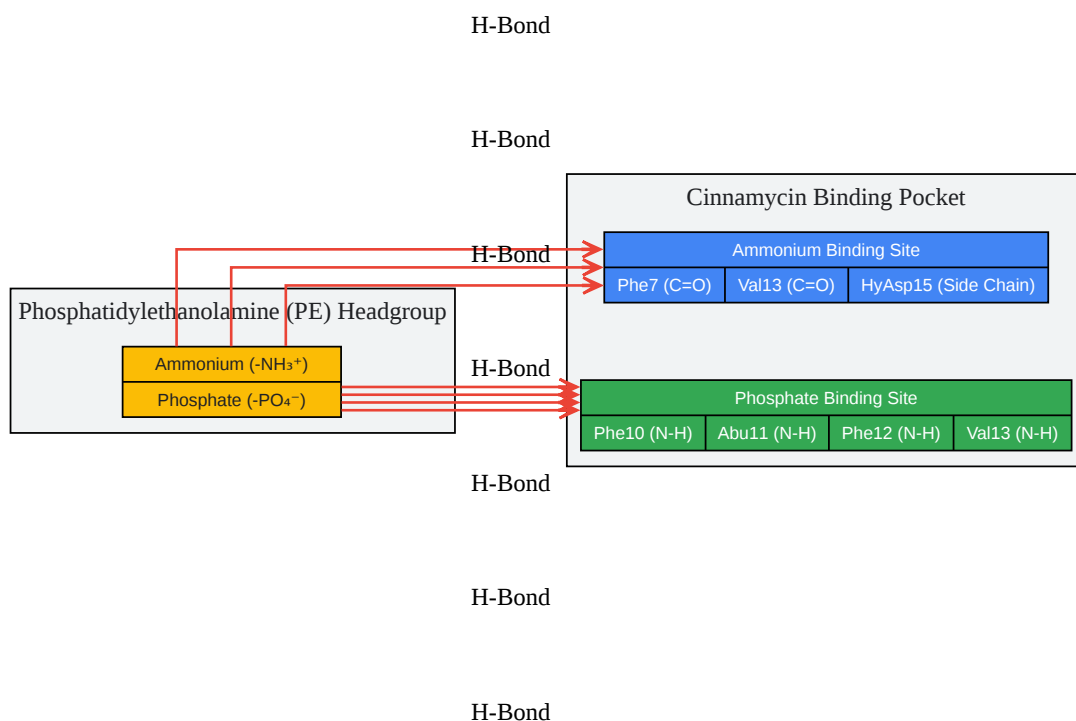 H-Bond
H-Bond
Cinnamycin Binding Pocket
H-Bond
Ammonium Binding Site
Phe7 (C=O) Val13 (C=O) HyAsp15 (Side Chain)
Phosphatidylethanolamine (PE) Headgroup
Ammonium (-NH₃⁺)
H-Bond
Phosphate (-PO₄⁻)
Phosphate Binding Site
Phe10 (N-H) Abu11 (N-H) Phe12 (N-H) Val13 (N-H)
H-Bond
H-Bond
H-Bond